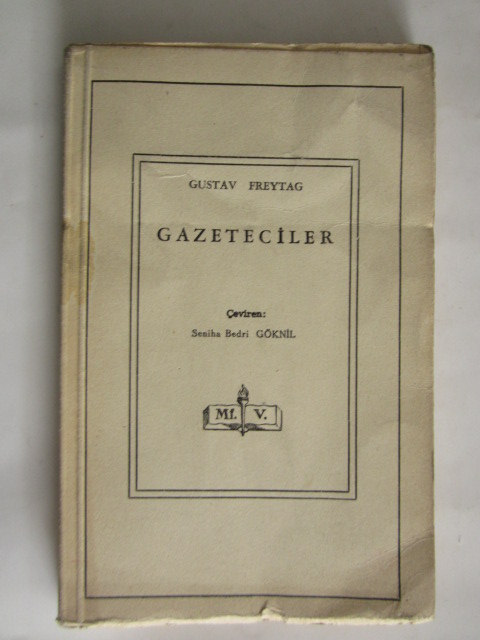 GUSTAV FREYTAG
GAZETECİLER
Çeviren:
Seniha Bedri GÖKNİL
Mf. V.